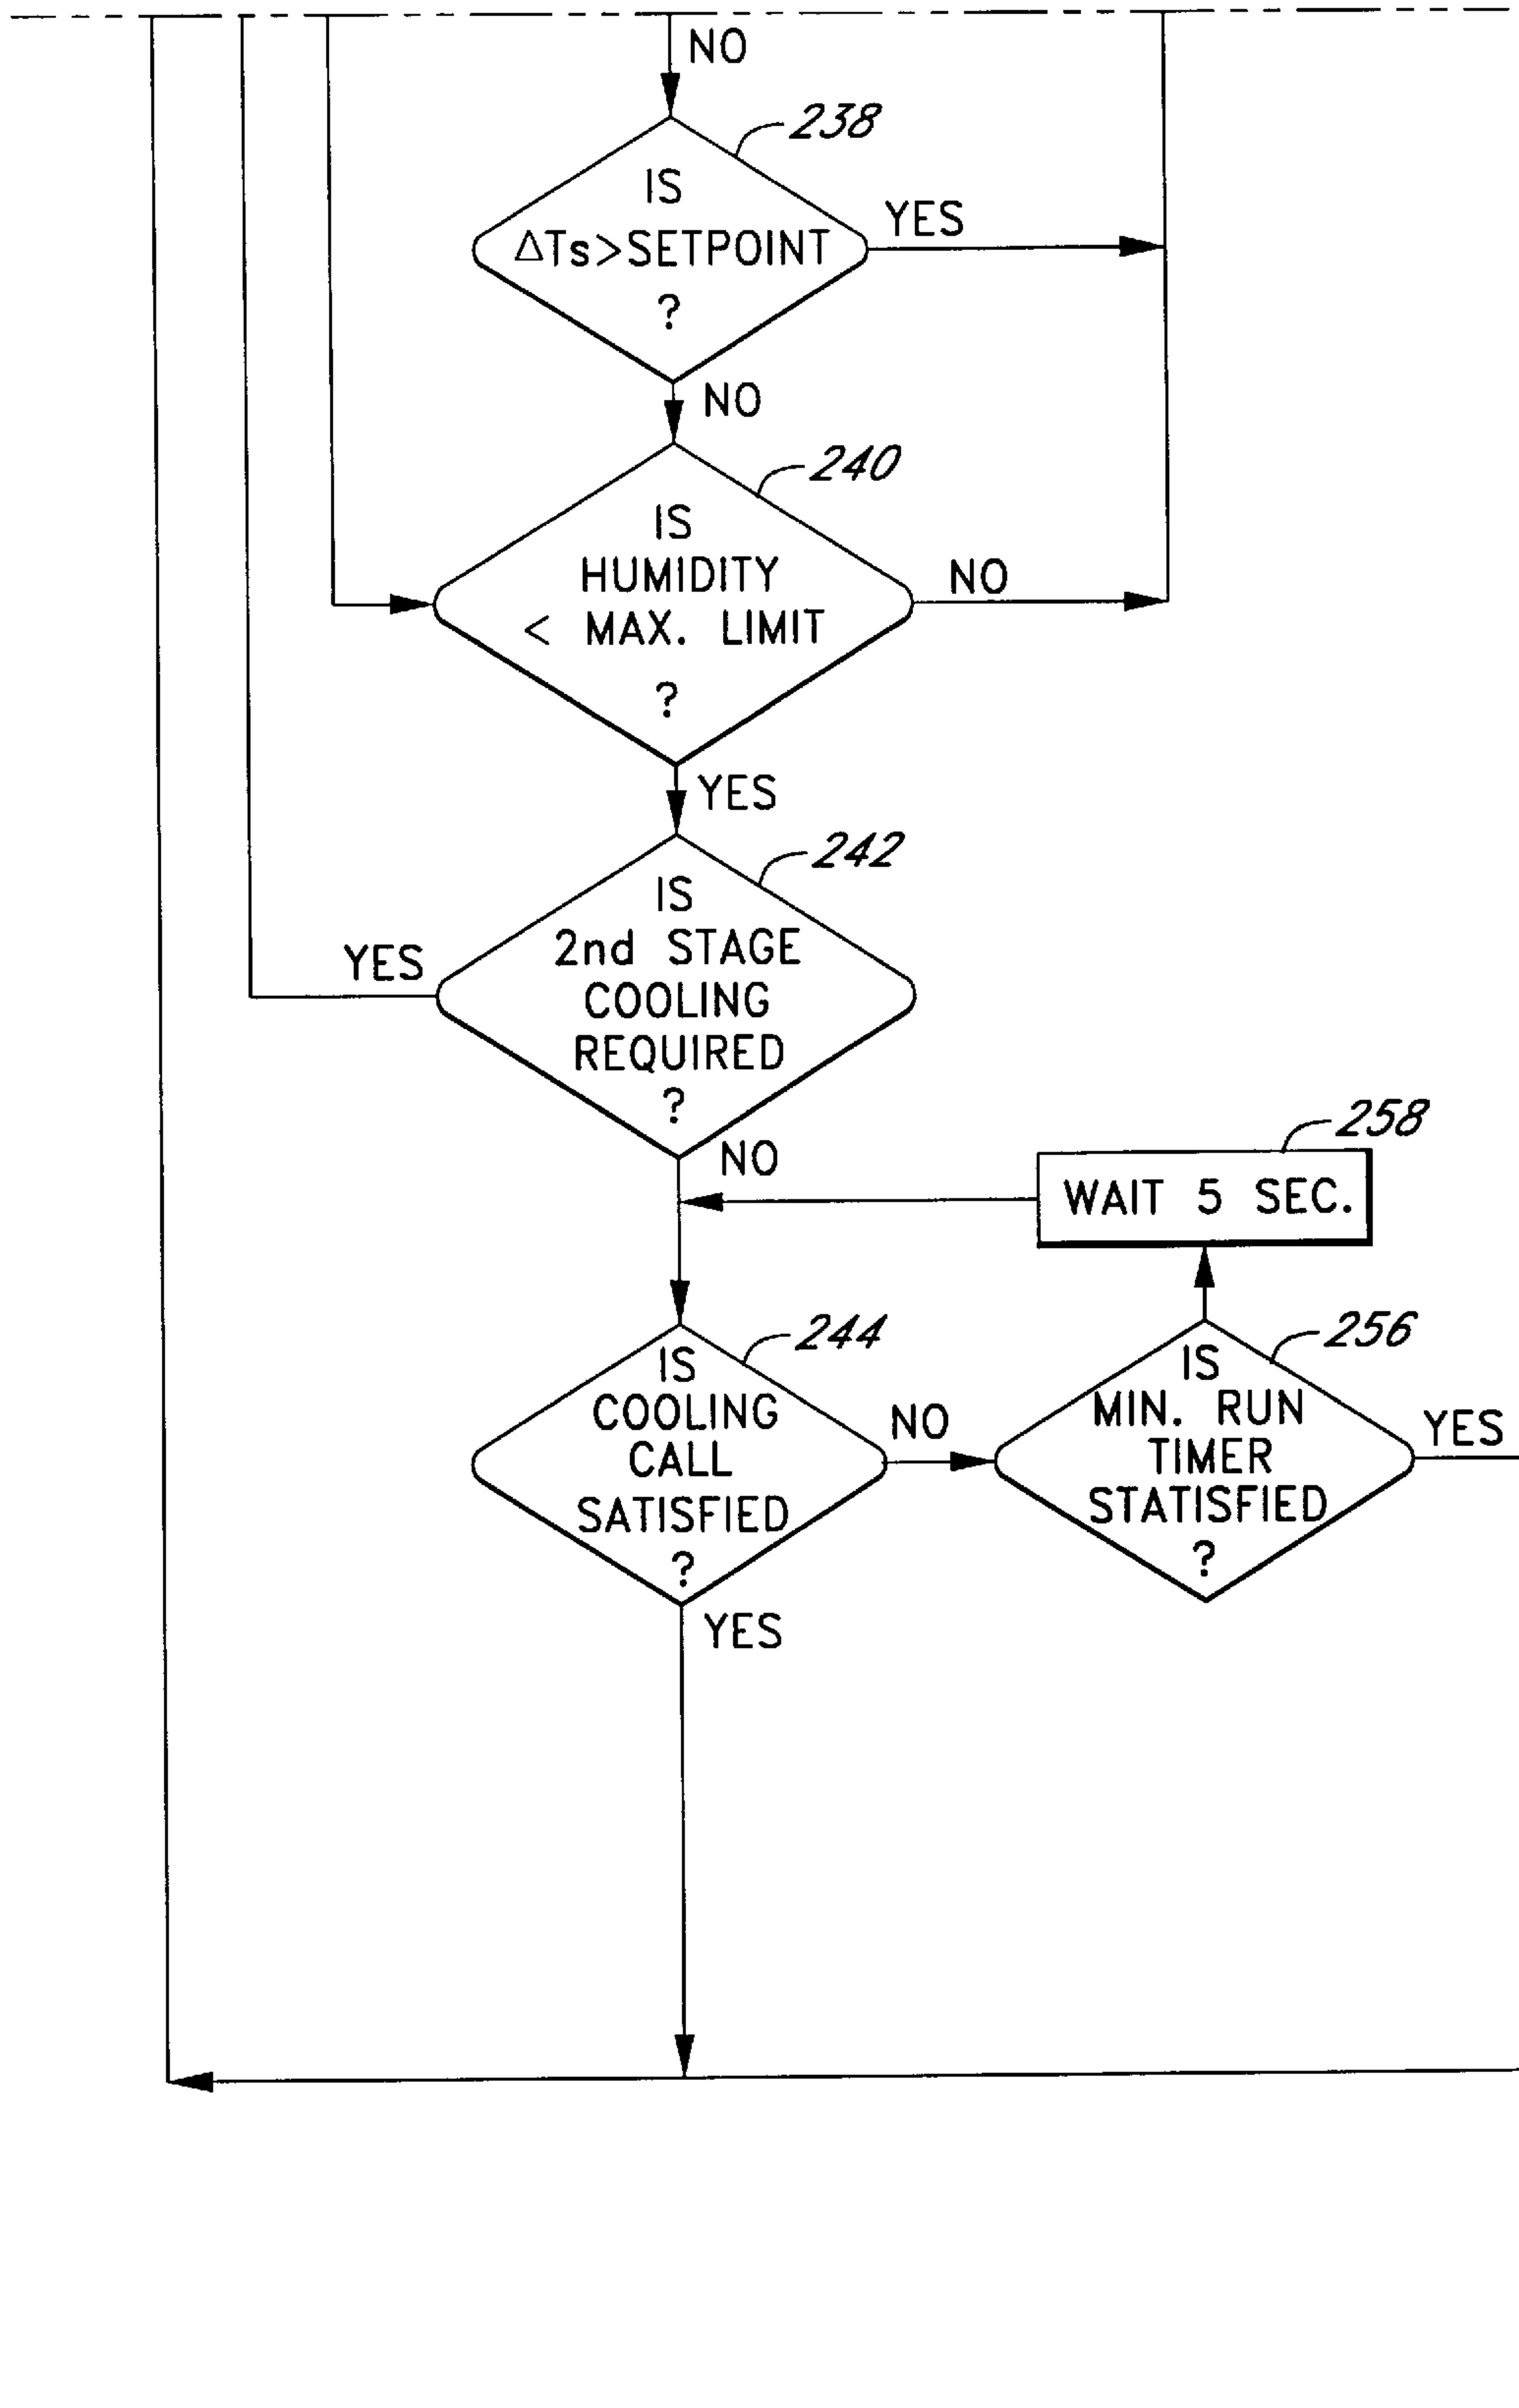 NO
238
IS
ΔTs>SETPOINT
?
YES
NO
240
IS
HUMIDITY
< MAX. LIMIT
?
NO
YES
242
IS
2nd STAGE
COOLING
REQUIRED
?
YES
NO
258
WAIT 5 SEC.
244
IS
COOLING
CALL
SATISFIED
?
NO
256
IS
MIN. RUN
TIMER
STATISFIED
?
YES
YES